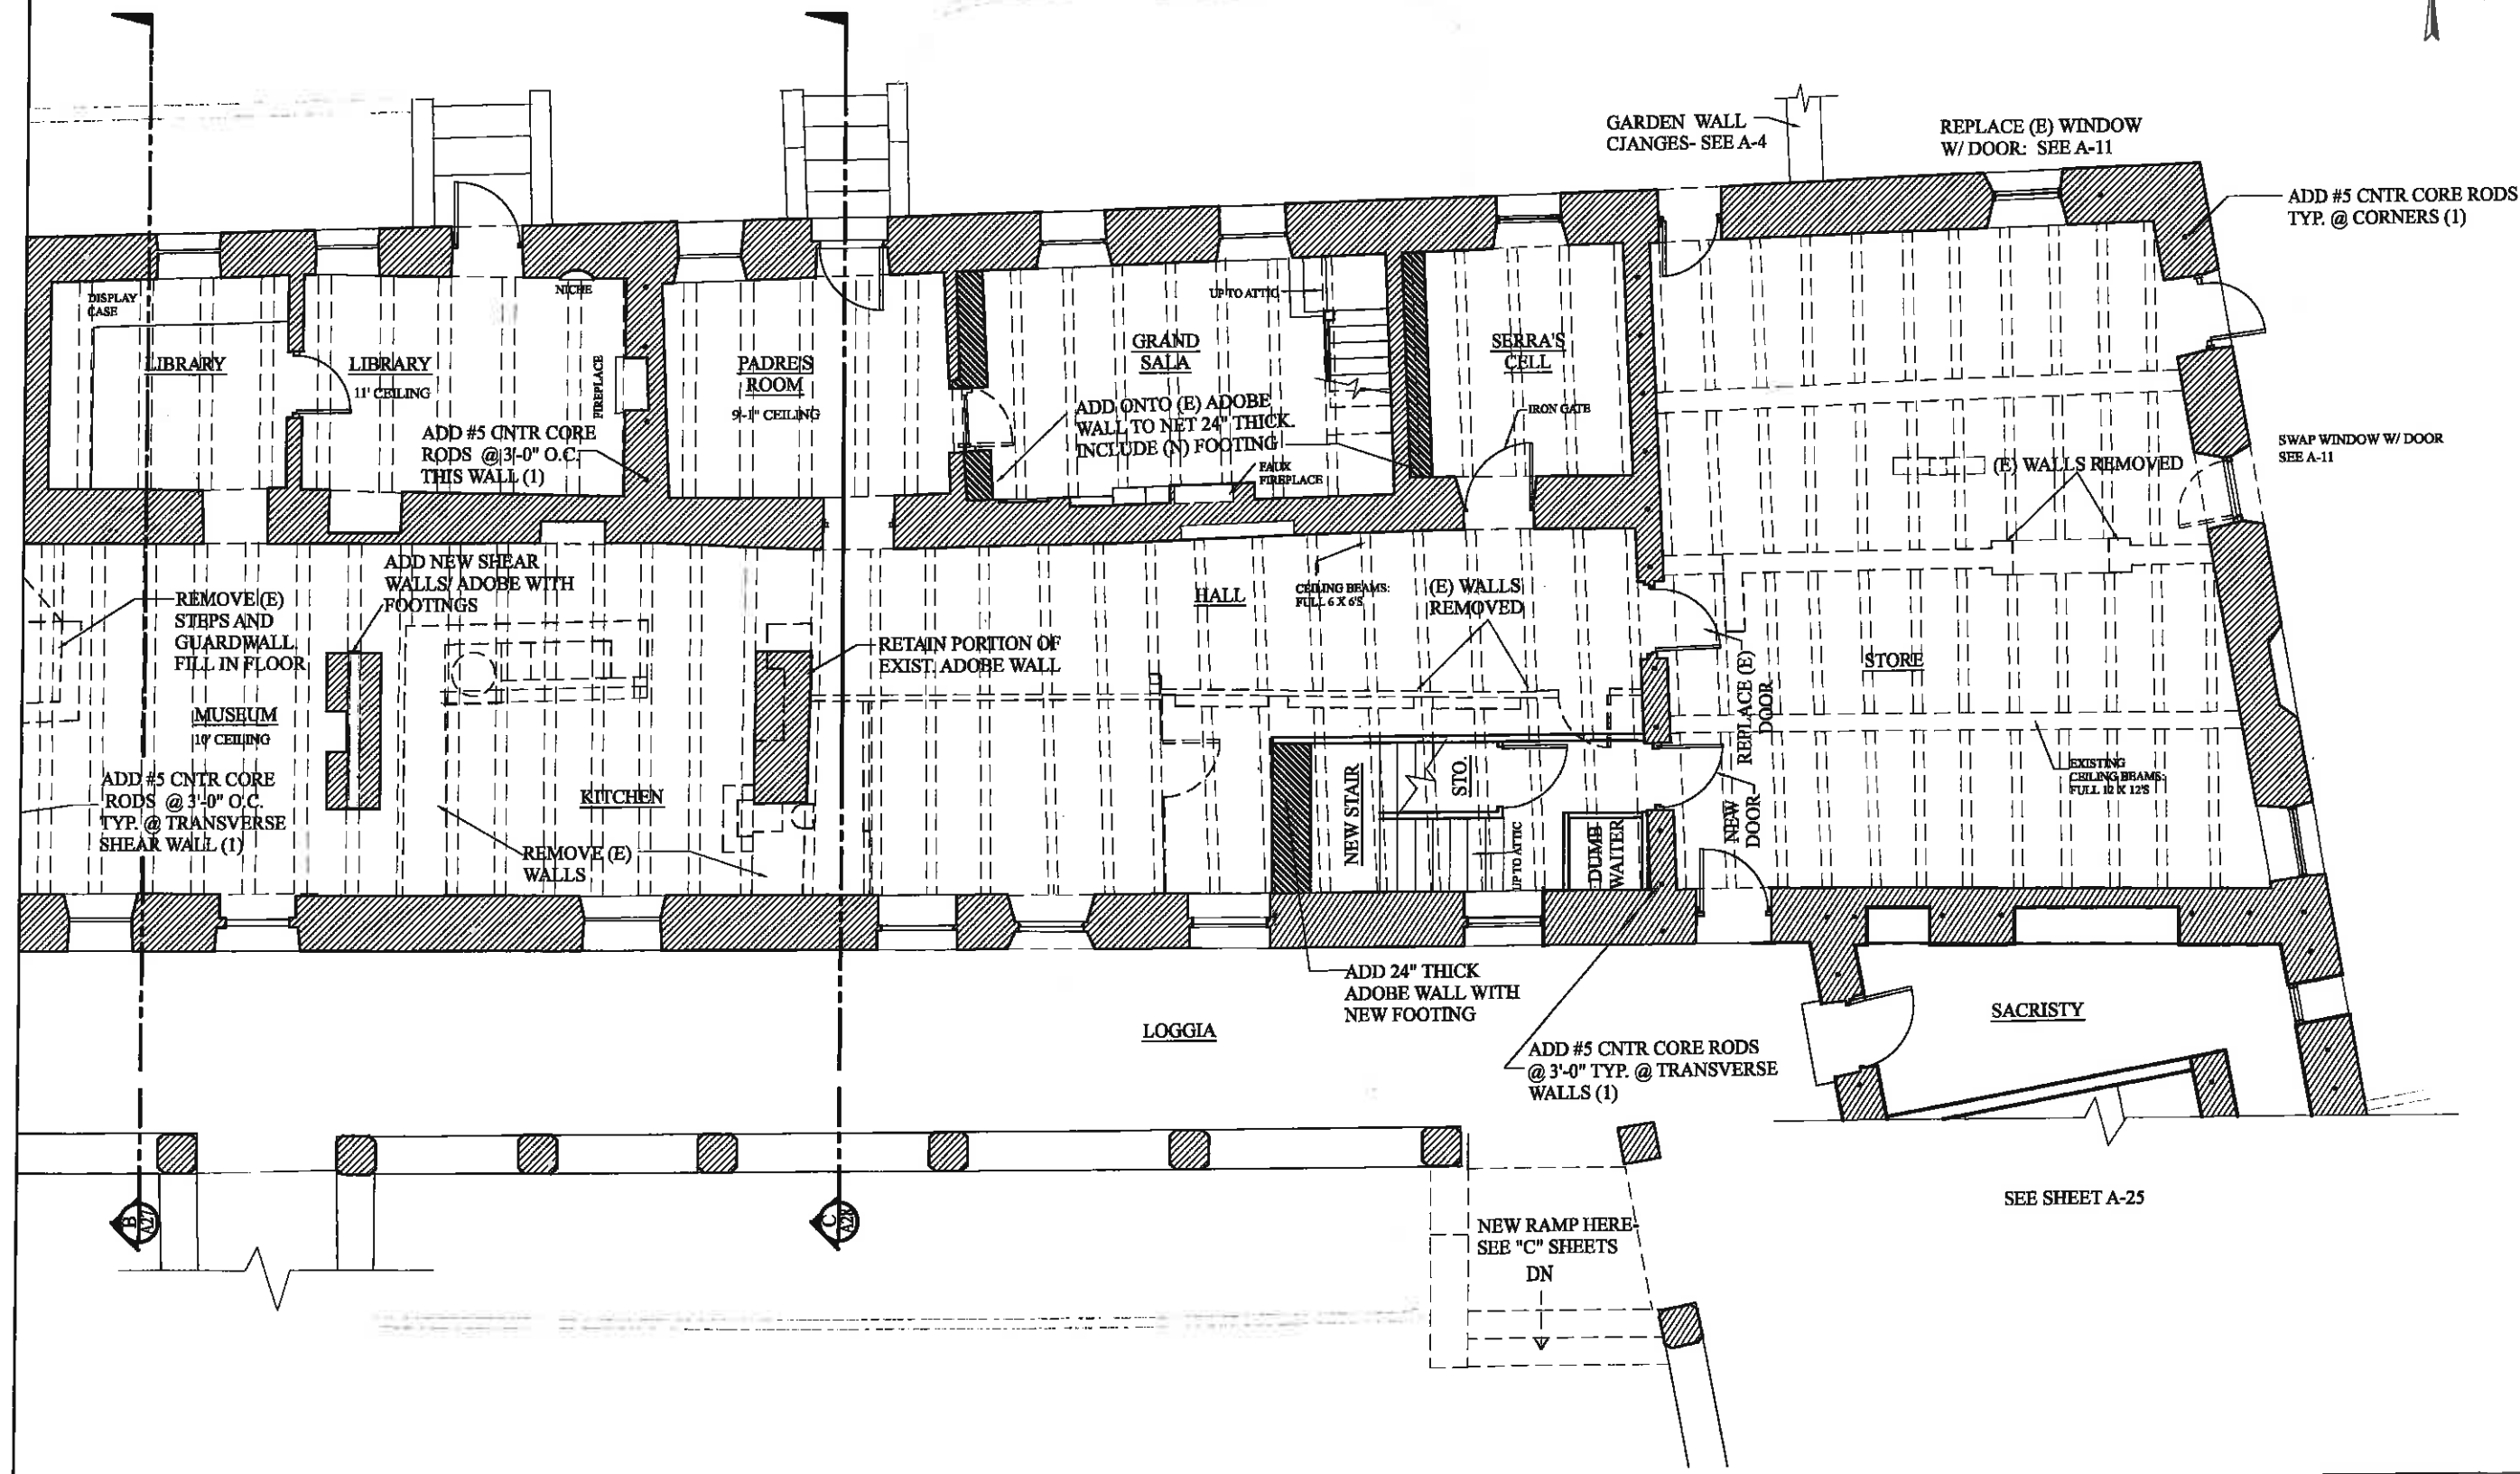 GARDEN WALL
CJANGES- SEE A-4
REPLACE (E) WINDOW
W/ DOOR: SEE A-11
ADD #5 CNTR CORE RODS
TYP. @ CORNERS (1)
DISPLAY
CASE
LIBRARY
LIBRARY
11' CEILING
NICHE
FIREPLACE
ADD #5 CNTR CORE
RODS @ 3'-0" O.C.
THIS WALL (1)
PADRE'S
ROOM
9'-1" CEILING
UP TO ATTIC
GRAND
SALA
ADD ONTO (E) ADOBE
WALL TO NET 24" THICK.
INCLUDE (N) FOOTING
FAUX
FIREPLACE
SERRA'S
CELL
IRON GATE
(E) WALLS REMOVED
SWAP WINDOW W/ DOOR
SEE A-11
REMOVE (E)
STEPS AND
GUARDWALL.
FILL IN FLOOR
ADD NEW SHEAR
WALLS/ ADOBE WITH
FOOTINGS
MUSEUM
10' CEILING
ADD #5 CNTR CORE
RODS @ 3'-0" O.C.
TYP. @ TRANSVERSE
SHEAR WALL (1)
KITCHEN
REMOVE (E)
WALLS
RETAIN PORTION OF
EXIST. ADOBE WALL
HALL
CEILING BEAMS:
FULL 6 X 6'S
(E) WALLS
REMOVED
REPLACE (E)
DOOR
NEW
DOOR
STORE
EXISTING
CEILING BEAMS:
FULL 12 X 12'S
NEW STAIR
STO.
UP TO ATTIC
DUMB
WAITER
ADD 24" THICK
ADOBE WALL WITH
NEW FOOTING
LOGGIA
ADD #5 CNTR CORE RODS
@ 3'-0" TYP. @ TRANSVERSE
WALLS (1)
SACRISTY
SEE SHEET A-25
B
A27
C
A28
NEW RAMP HERE-
SEE "C" SHEETS
DN